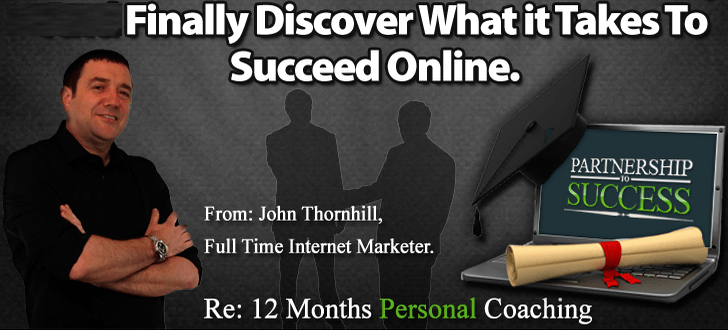 Finally Discover What it Takes To
Succeed Online.
PARTNERSHIP
TO
SUCCESS
From: John Thornhill,
Full Time Internet Marketer.
Re: 12 Months Personal Coaching